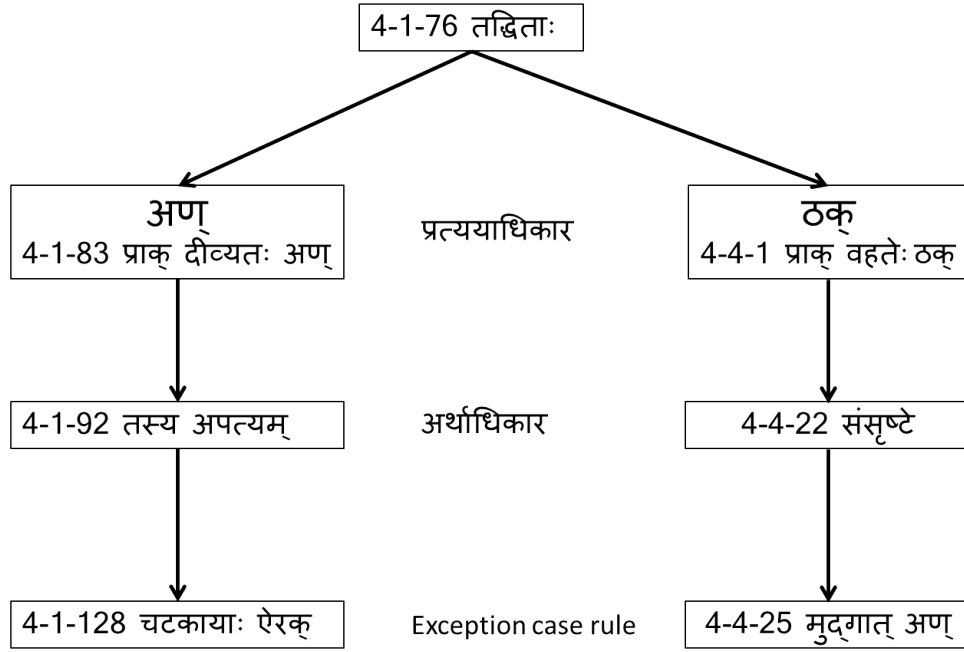 4-1-76 तद्धिताः
अण्
4-1-83 प्राक् दीव्यतः अण्
प्रत्ययाधिकार
ठक्
4-4-1 प्राक् वहतेः ठक्
4-1-92 तस्य अपत्यम्
अर्थाधिकार
4-4-22 संसृष्टे
4-1-128 चटकायाः ऐरक्
Exception case rule
4-4-25 मुद्‌गात् अण्